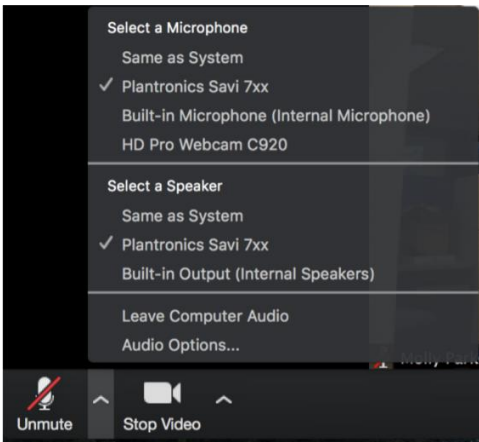 Select a Microphone
Same as System
✓ Plantronics Savi 7xx
Built-in Microphone (Internal Microphone)
HD Pro Webcam C920
Select a Speaker
Same as System
✓ Plantronics Savi 7xx
Built-in Output (Internal Speakers)
Leave Computer Audio
Audio Options...
Molly Park
Unmute
Stop Video